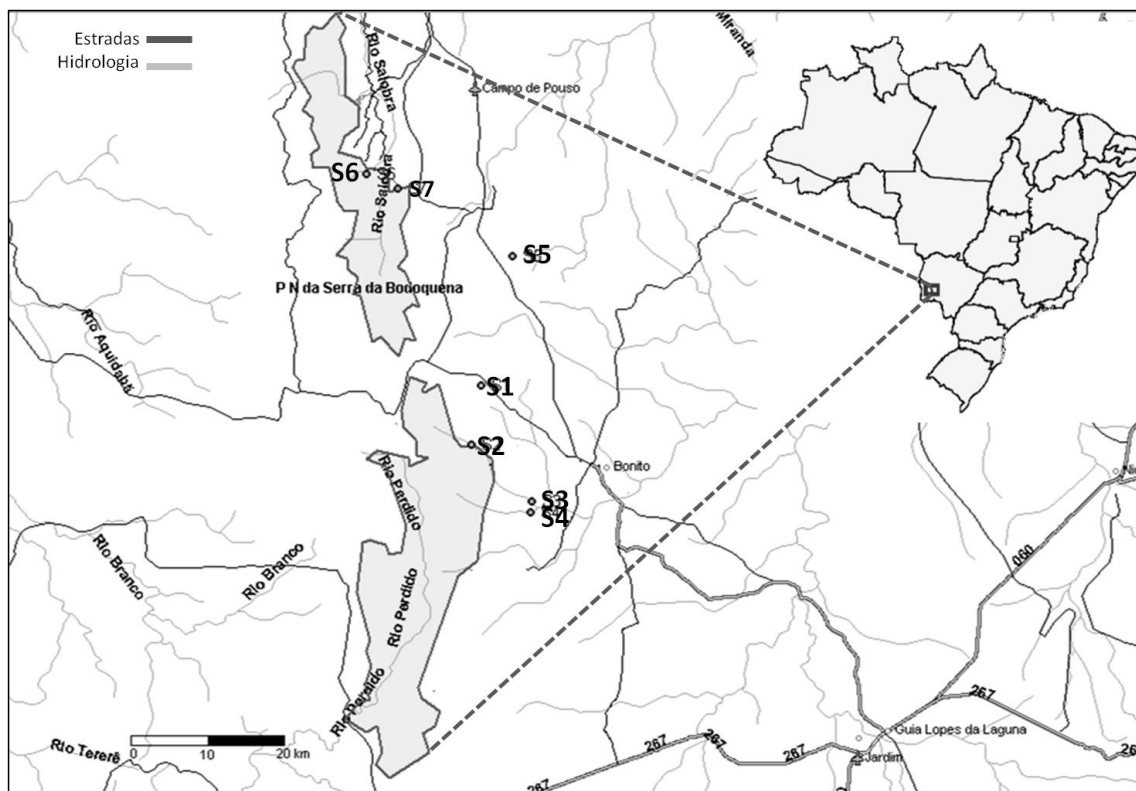 Estradas
Hidrologia
Miranda
Rio Salobra
Campo de Pouso
S6
Rio Salobra
S7
S5
P N da Serra da Bodoquena
Rio Aquidabã
S1
S2
Bonito
Rio Perdido
S3
S4
Rio Branco
Rio Branco
060
Rio Perdido
Rio Perdido
267
0 10 20 km
Rio Tererê
267
267
267
Guia Lopes da Laguna
Jardim
267
267